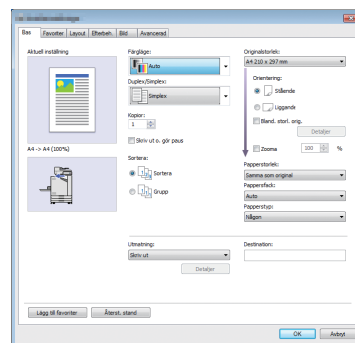 Bas Favoriter Layout Efterbeh. Bild Avancerad
Aktuell inställning
A4 -> A4 (100%)
Färgläge:
Auto
Duplex/Simplex:
Simplex
Kopior:
1
Skriv ut o. gör paus
Sortera:
Sortera
Grupp
Utmatning:
Skriv ut
Detaljer
Originalstorlek:
A4 210 x 297 mm
Orientering:
Stående
Liggande
Bland. storl. orig.
Detaljer
Zooma 100 %
Papperstorlek:
Samma som original
Pappersfack:
Auto
Papperstyp:
Någon
Destination:
Lägg till favoriter Återst. stand
OK Avbryt